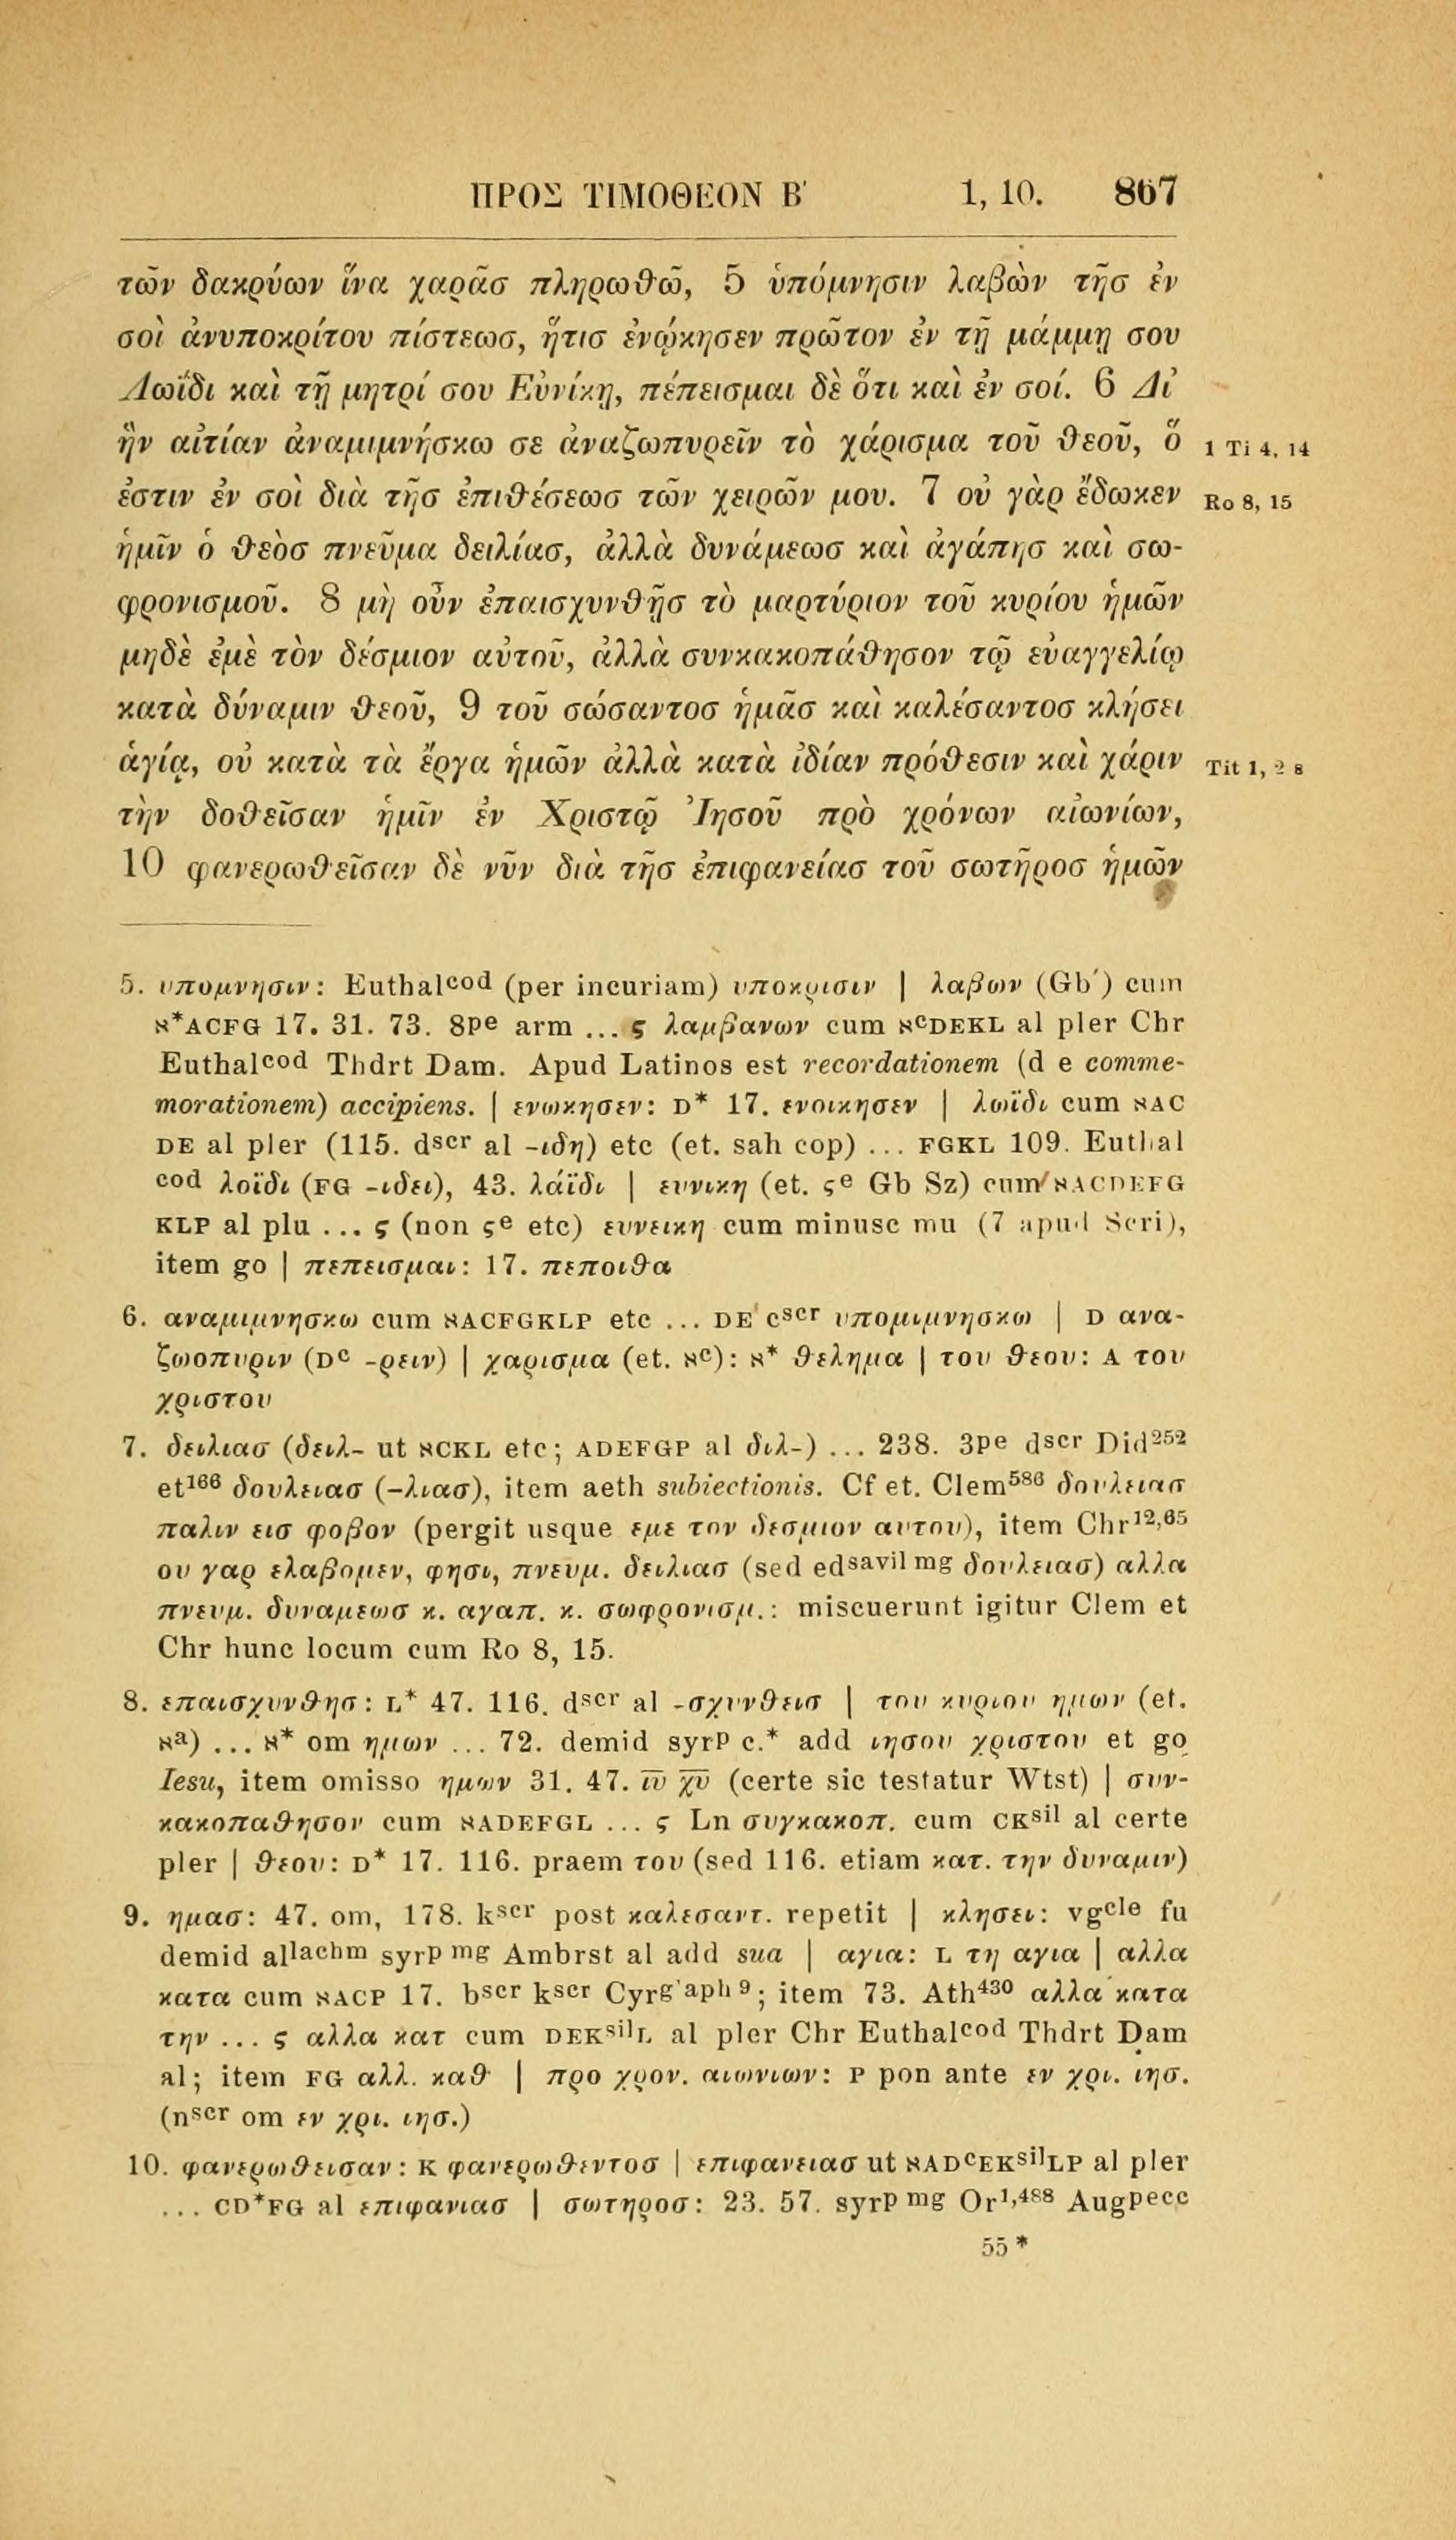 ΠΡΟΣ ΤΙΜΟΘΕΟΝ Β' 1, 10. 867
τῶν δακρύων ἵνα χαρᾶσ πληρωθῶ, 5 ὑπόμνησιν λαβὼν τῆσ ἐν
σοὶ ἀνυποκρίτου πίστεωσ, ἥτισ ἐνῴκησεν πρῶτον ἐν τῇ μάμμῃ σου
Λωΐδι καὶ τῇ μητρί σου Εὐνίκῃ, πέπεισμαι δὲ ὅτι καὶ ἐν σοί. 6 Δι'
ἣν αἰτίαν ἀναμιμνήσκω σε ἀναζωπυρεῖν τὸ χάρισμα τοῦ θεοῦ, ὅ 1 Ti 4, 14
ἐστιν ἐν σοὶ διὰ τῆσ ἐπιθέσεωσ τῶν χειρῶν μου. 7 οὐ γὰρ ἔδωκεν Ro 8, 15
ἡμῖν ὁ θεὸσ πνεῦμα δειλίασ, ἀλλὰ δυνάμεωσ καὶ ἀγάπησ καὶ σω-
φρονισμοῦ. 8 μὴ οὖν ἐπαισχυνθῇσ τὸ μαρτύριον τοῦ κυρίου ἡμῶν
μηδὲ ἐμὲ τὸν δέσμιον αὐτοῦ, ἀλλὰ συνκακοπάθησον τῷ εὐαγγελίῳ
κατὰ δύναμιν θεοῦ, 9 τοῦ σώσαντοσ ἡμᾶσ καὶ καλέσαντοσ κλήσει
ἁγίᾳ, οὐ κατὰ τὰ ἔργα ἡμῶν ἀλλὰ κατὰ ἰδίαν πρόθεσιν καὶ χάριν Tit 1, 2 s
τὴν δοθεῖσαν ἡμῖν ἐν Χριστῷ Ἰησοῦ πρὸ χρόνων αἰωνίων,
10 φανερωθεῖσαν δὲ νῦν διὰ τῆσ ἐπιφανείασ τοῦ σωτῆροσ ἡμῶν
5. υπομνησιν: Euthalcod (per incuriam) υποκρισιν | λαβων (Gb') cum
א*ACFG 17. 31. 73. 8pe arm ... ς λαμβανων cum אcDEKL al pler Chr
Euthalcod Thdrt Dam. Apud Latinos est recordationem (d e comme-
morationem) accipiens. | ενωκησεν: D* 17. ενοικησεν | λωϊδι cum אAC
DE al pler (115. dscr al -ιδη) etc (et. sah cop) ... FGKL 109. Euthal
cod λοϊδι (FG -ιδει), 43. λάϊδι | ευνικη (et. ςe Gb Sz) cum אACDEFG
KLP al plu ... ς (non ςe etc) ευνεικη cum minusc mu (7 apud Scri),
item go | πεπεισμαι: 17. πεποιθα
6. αναμιμνησκω cum אACFGKLP etc ... DE cscr υπομιμνησκω | D ανα-
ζωοπυριν (Dc -ρειν) | χαρισμα (et. אc): א* θελημα | του θεου: A του
χριστου
7. δειλιασ (δειλ- ut אCKL etc; ADEFGP al διλ-) ... 238. 3pe dscr Did252
et166 δουλειασ (-λιασ), item aeth subiectionis. Cf et. Clem586 δουλειασ
παλιν εισ φοβον (pergit usque εμε τον δεσμιον αυτου), item Chr12,65
ου γαρ ελαβομεν, φησι, πνευμ. δειλιασ (sed edsavil mg δουλειασ) αλλα
πνευμ. δυναμεωσ κ. αγαπ. κ. σωφρονισμ.: miscuerunt igitur Clem et
Chr hunc locum cum Ro 8, 15.
8. επαισχυνθησ: L* 47. 116. dscr al -σχυνθεισ | του κυριου ημων (et.
אa) ... א* om ημων ... 72. demid syrp c.* add ιησου χριστου et go
Iesu, item omisso ημων 31. 47. ιῡ χῡ (certe sic testatur Wtst) | συν-
κακοπαθησον cum אADEFGL ... ς Ln συγκακοπ. cum CKsil al certe
pler | θεου: D* 17. 116. praem του (sed 116. etiam κατ. την δυναμιν)
9. ημασ: 47. om, 178. kscr post καλεσαντ. repetit | κλησει: vgcle fu
demid allachm syrp mg Ambrst al add sua | αγια: L τη αγια | αλλα
κατα cum אACP 17. bscr kscr Cyrglaph 9; item 73. Ath430 αλλα κατα
την ... ς αλλα κατ cum DEKsilL al pler Chr Euthalcod Thdrt Dam
al; item FG αλλ. καθ | προ χρον. αιωνιων: P pon ante εν χρι. ιησ.
(nscr om εν χρι. ιησ.)
10. φανερωθεισαν: K φανερωθεντοσ | επιφανειασ ut אADcEKsilLP al pler
... CD*FG al επιφανιασ | σωτηροσ: 23. 57. syrp mg Or1,488 Augpecc
55*